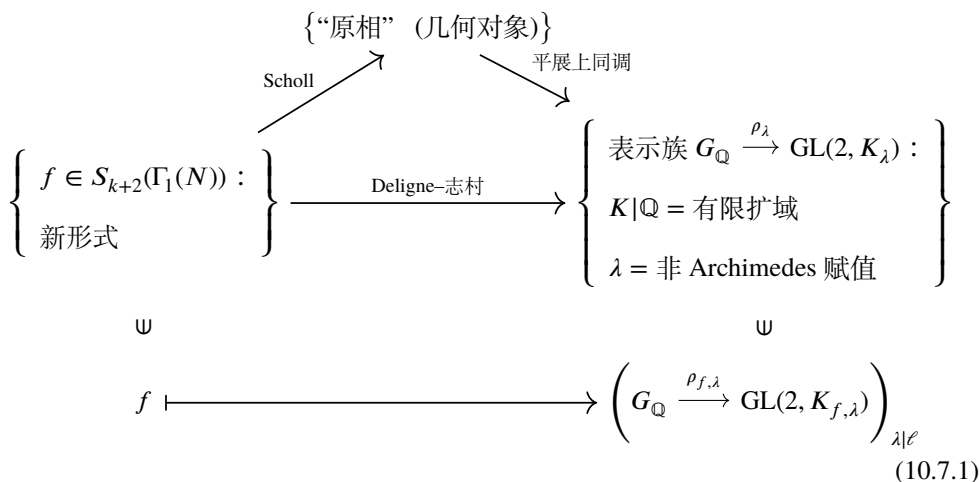 {“原相” (几何对象)}
Scholl
平展上同调
f ∈ S_{k+2}(Γ_1(N)) :
新形式
Deligne–志村
表示族 G_ℚ \xrightarrow{ρ_λ} GL(2, K_λ) :
K|ℚ = 有限扩域
λ = 非 Archimedes 赋值
∈ ∈
f ⟼ (G_ℚ \xrightarrow{ρ_{f,λ}} GL(2, K_{f,λ}))_{λ|ℓ}
(10.7.1)